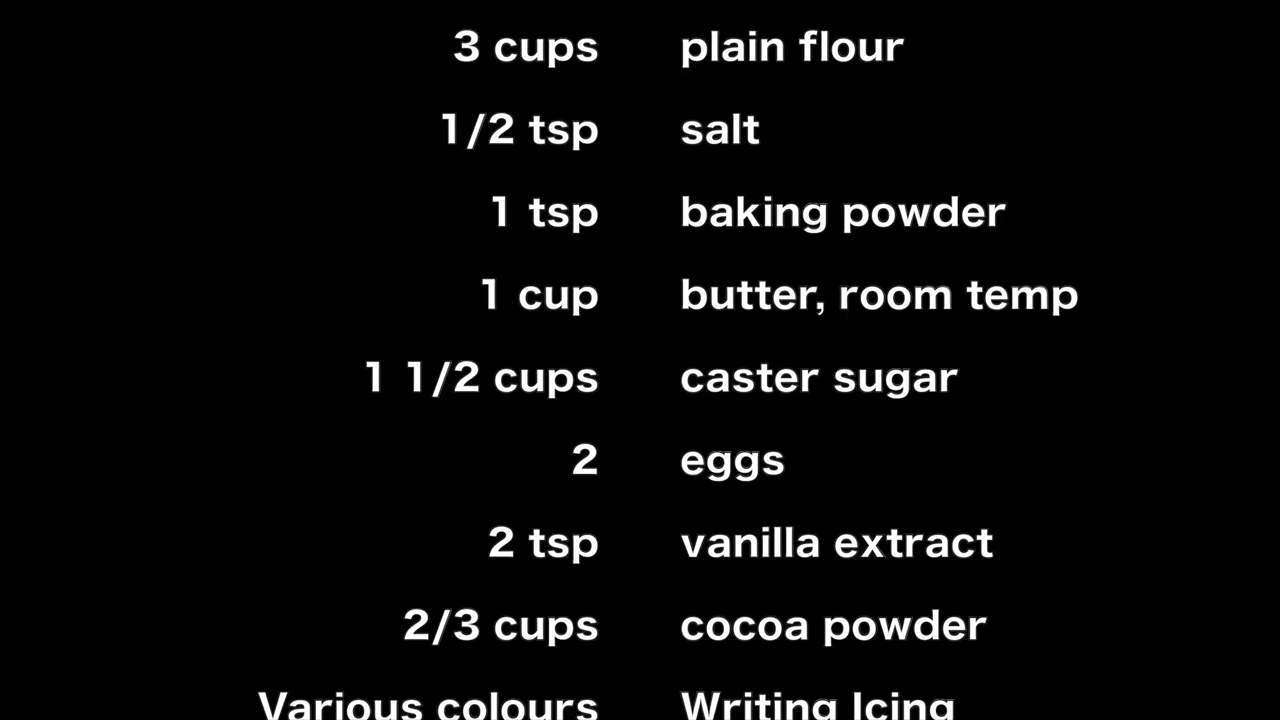 3 cups plain flour
1/2 tsp salt
1 tsp baking powder
1 cup butter, room temp
1 1/2 cups caster sugar
2 eggs
2 tsp vanilla extract
2/3 cups cocoa powder
Various colours Writing Icing